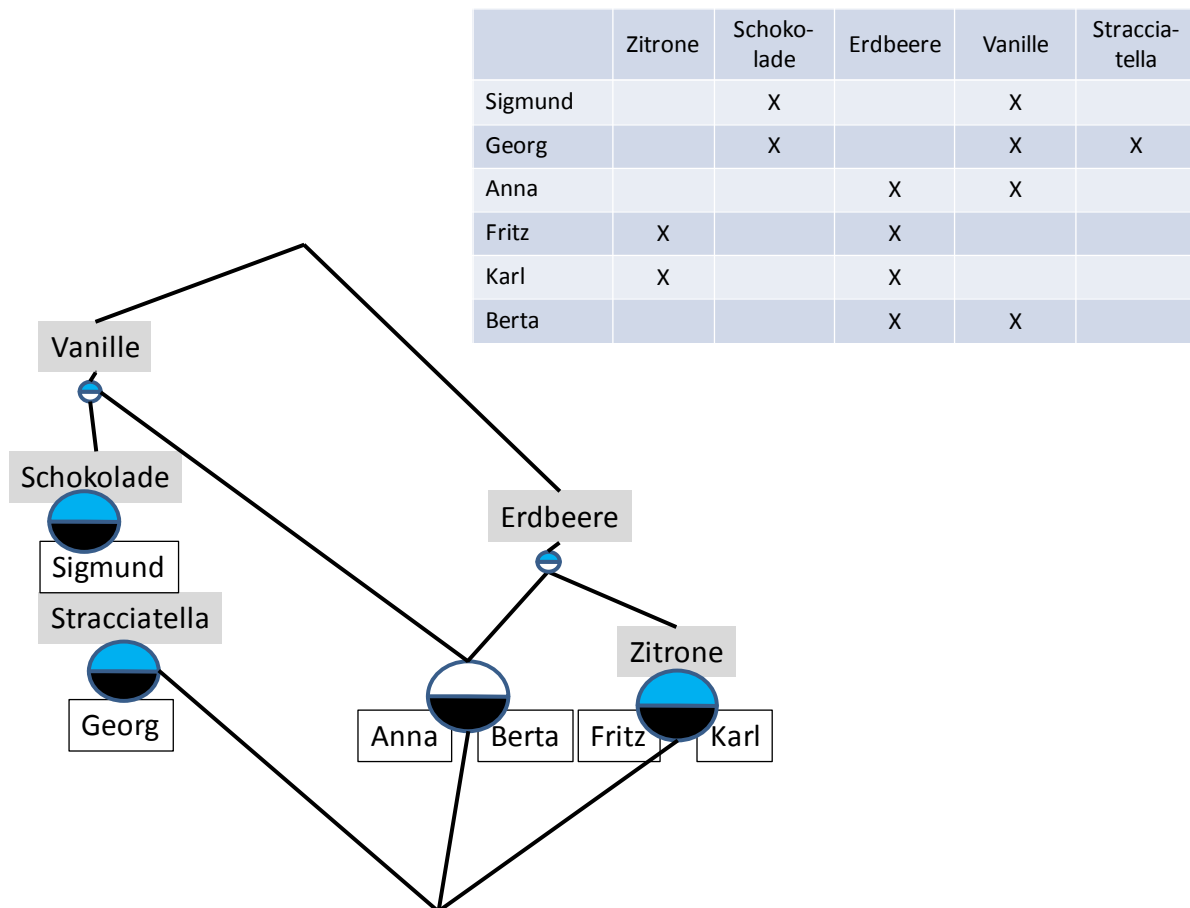 Zitrone Schoko-lade Erdbeere Vanille Straccia-tella
Sigmund X X
Georg X X X
Anna X X
Fritz X X
Karl X X
Berta X X
Vanille
Schokolade
Sigmund
Erdbeere
Stracciatella
Georg
Zitrone
Anna Berta Fritz Karl